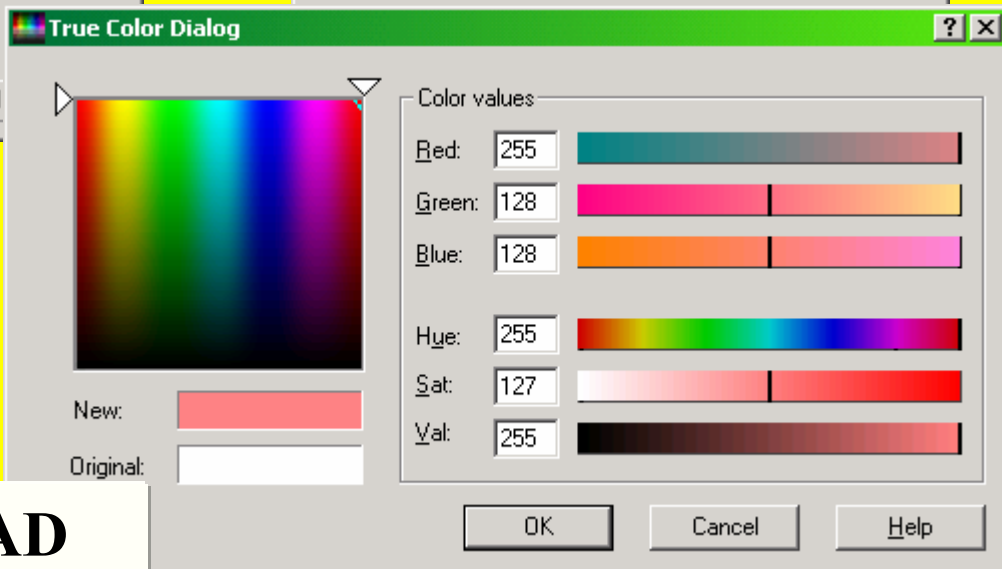 True Color Dialog
Color values
Red: 255
Green: 128
Blue: 128
Hue: 255
Sat: 127
Val: 255
New:
Original:
OK Cancel Help
AD